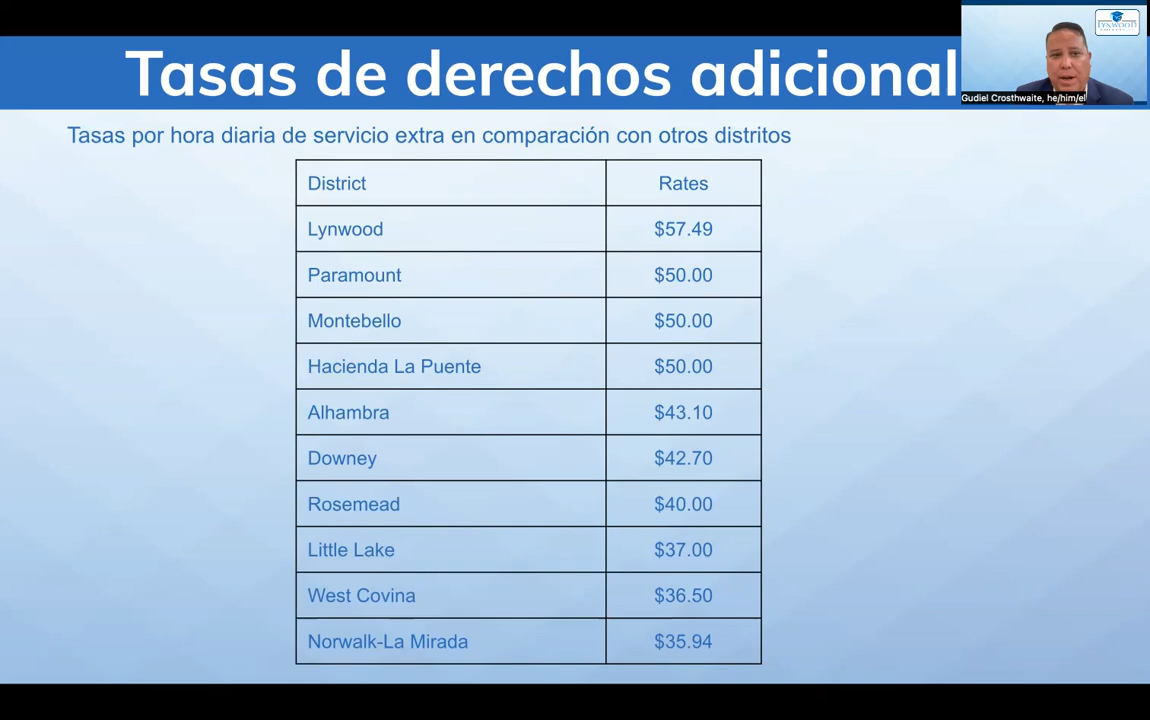 Tasas de derechos adicional
LYNWOOD
Gudiel Crosthwaite, he/him/el
Tasas por hora diaria de servicio extra en comparación con otros distritos
District Rates
Lynwood $57.49
Paramount $50.00
Montebello $50.00
Hacienda La Puente $50.00
Alhambra $43.10
Downey $42.70
Rosemead $40.00
Little Lake $37.00
West Covina $36.50
Norwalk-La Mirada $35.94